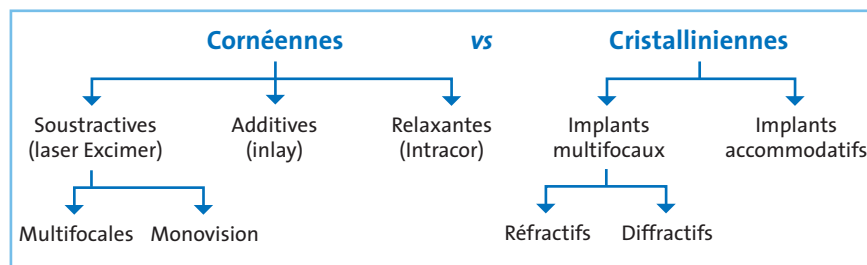 Cornéennes vs Cristalliniennes
Soustractives Additives Relaxantes Implants Implants
(laser Excimer) (inlay) (Intracor) multifocaux accommodatifs
Multifocales Monovision Réfractifs Diffractifs